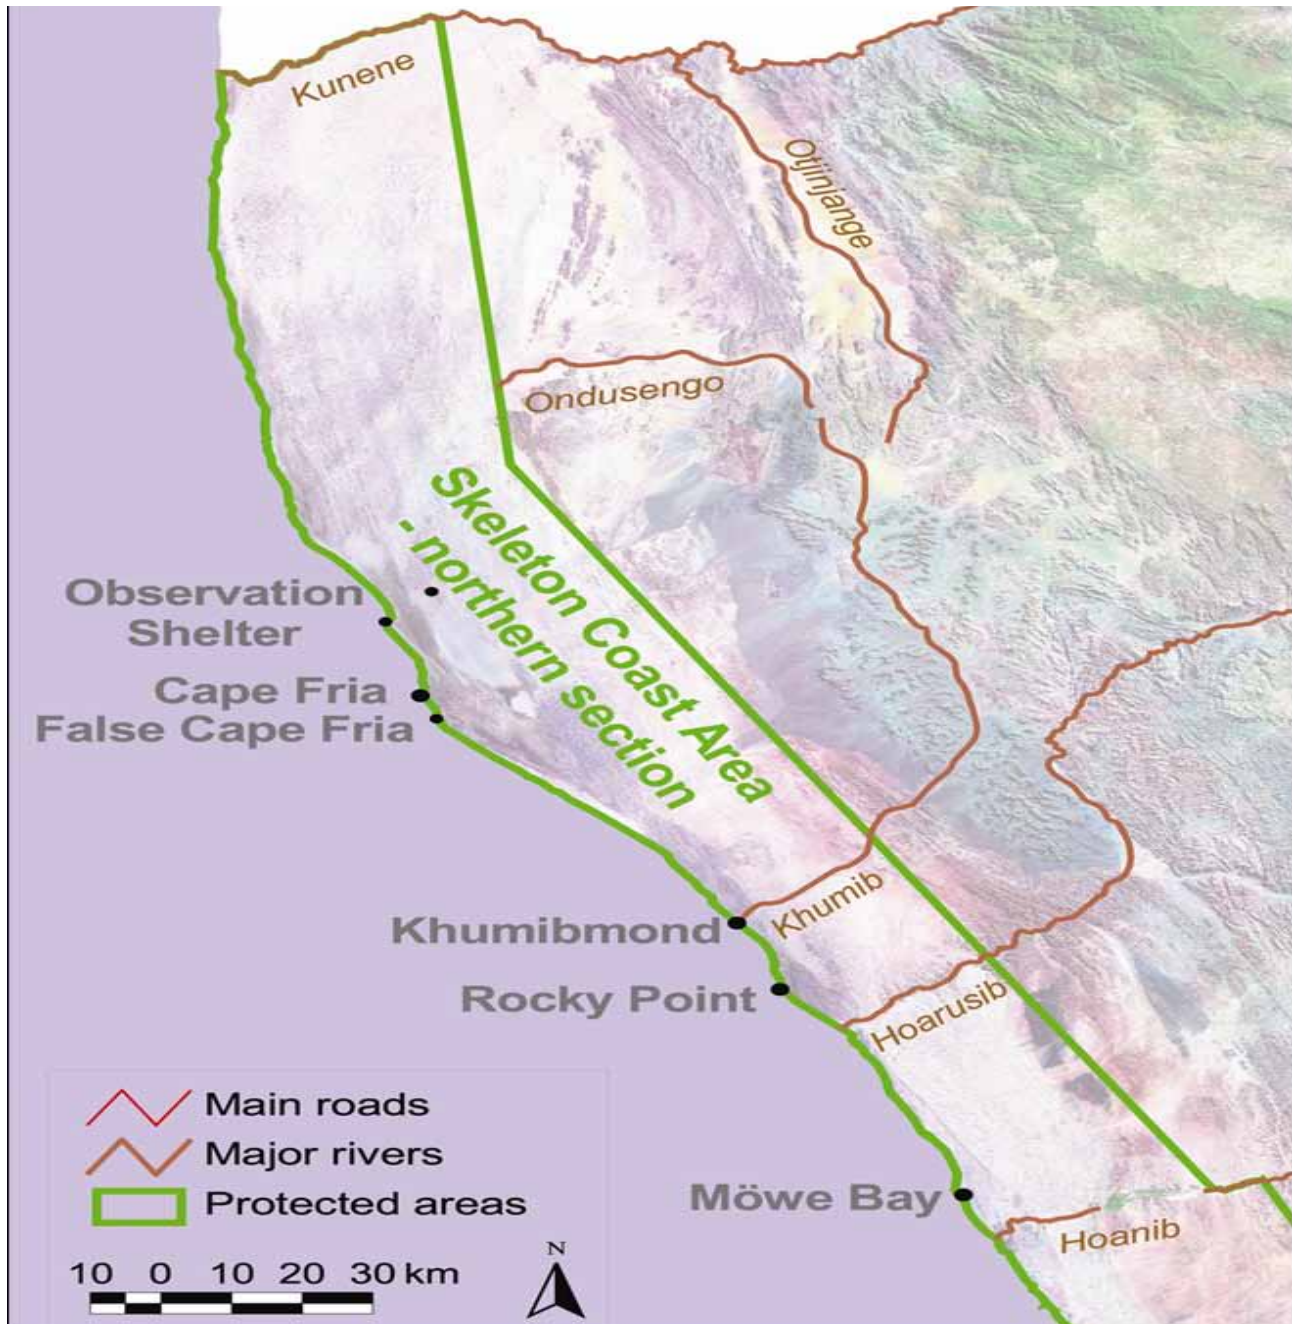 Kunene
Otjinjange
Ondusengo
Skeleton Coast Area
- northern section
Observation
Shelter
Cape Fria
False Cape Fria
Khumib
Khumibmond
Rocky Point
Hoarusib
Möwe Bay
Hoanib
Main roads
Major rivers
Protected areas
N
10 0 10 20 30 km